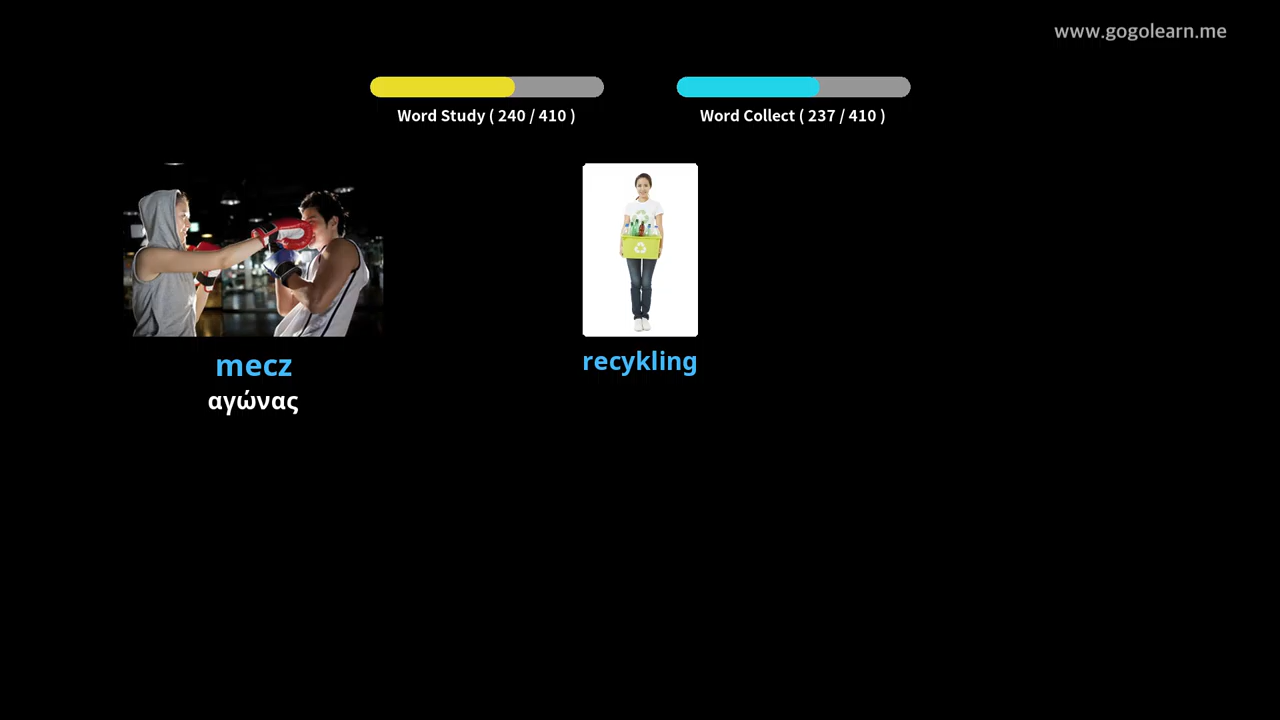 www.gogolearn.me
Word Study ( 240 / 410 )
Word Collect ( 237 / 410 )
mecz
αγώνας
recykling